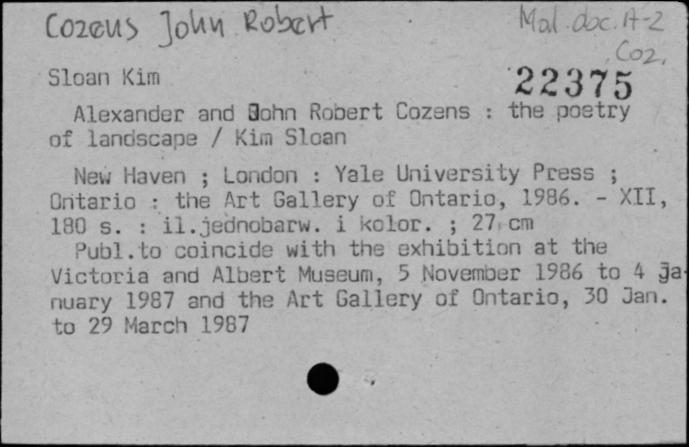 Cozens John Robert
Mal. doc. A-2
Coz.
Sloan Kim
22375
Alexander and John Robert Cozens : the poetry
of landscape / Kim Sloan
New Haven ; London : Yale University Press ;
Ontario : the Art Gallery of Ontario, 1986. - XII,
180 s. : il.jednobarw. i kolor. ; 27 cm
Publ.to coincide with the exhibition at the
Victoria and Albert Museum, 5 November 1986 to 4 ja-
nuary 1987 and the Art Gallery of Ontario, 30 Jan.
to 29 March 1987